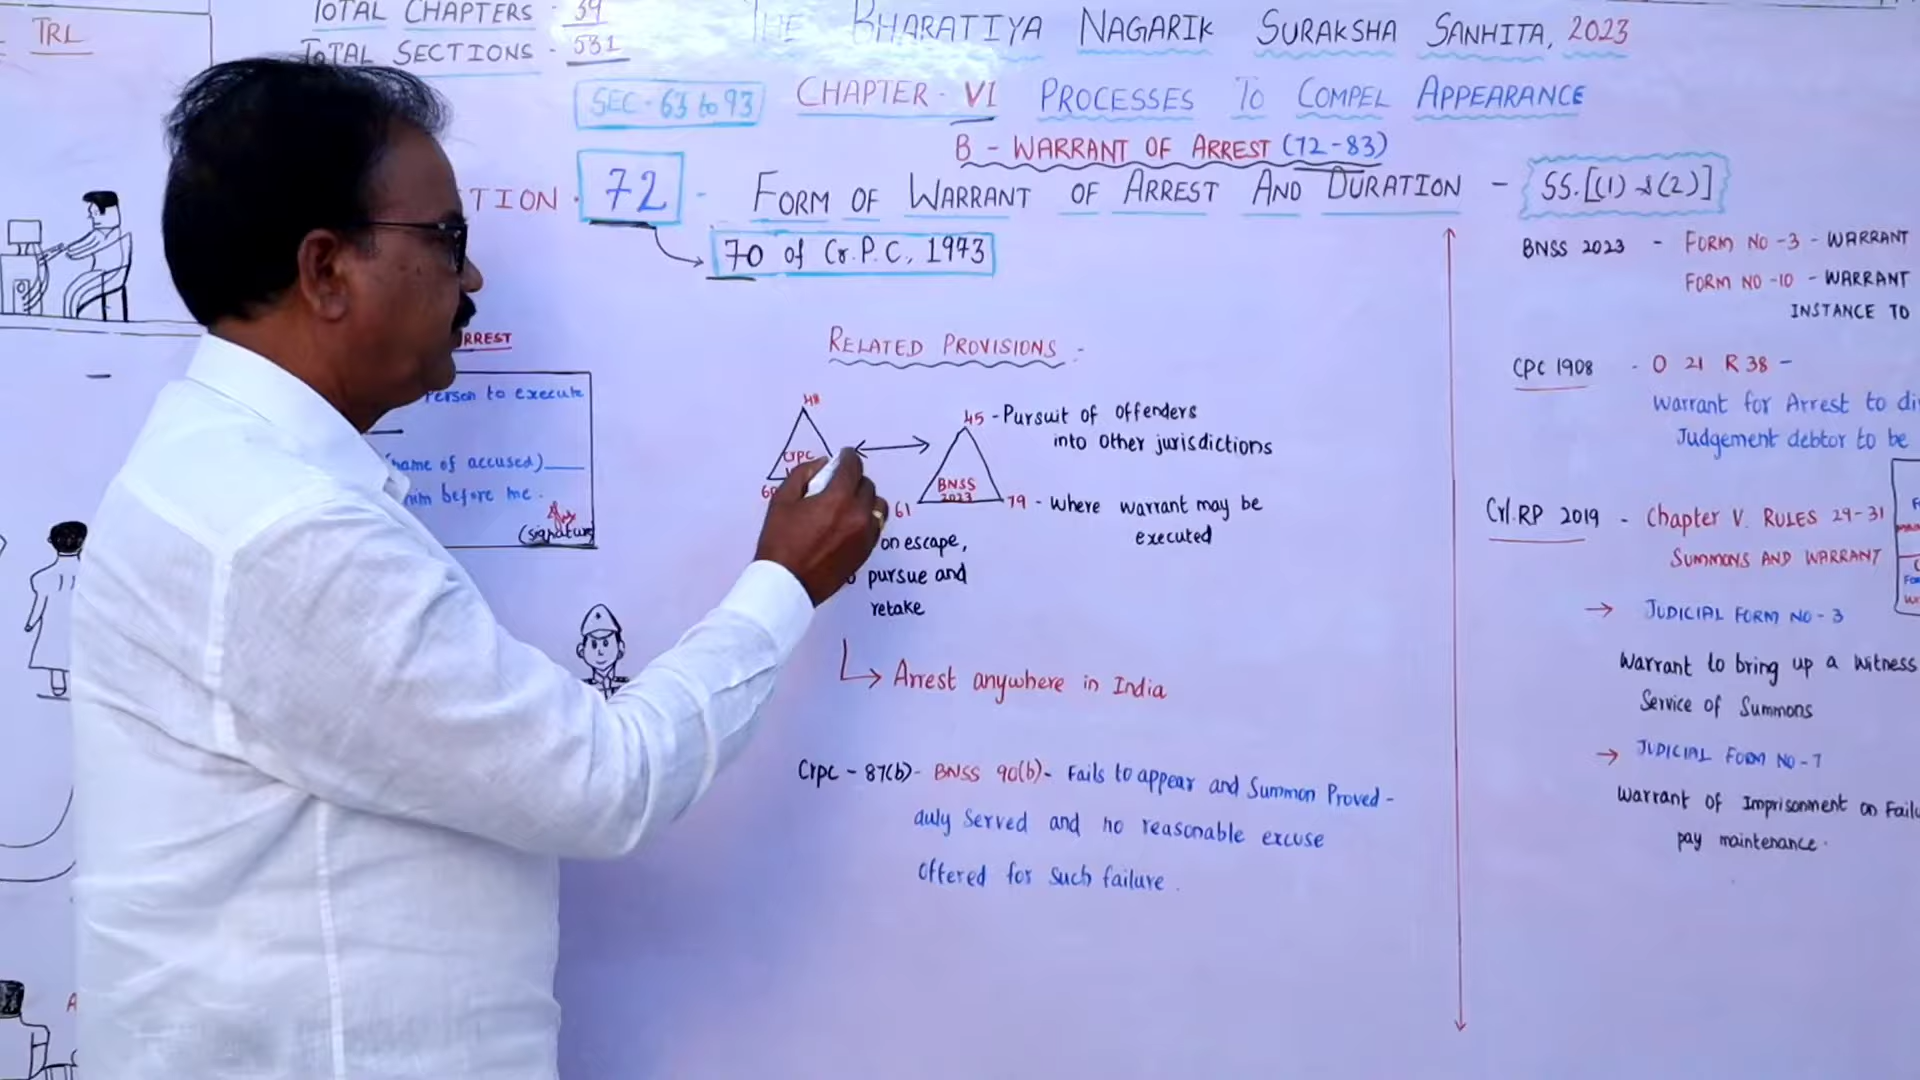 TRL
TOTAL CHAPTERS - 39
TOTAL SECTIONS - 531
THE BHARATIYA NAGARIK SURAKSHA SANHITA, 2023
SEC - 63 to 93
CHAPTER - VI PROCESSES TO COMPEL APPEARANCE
B - WARRANT OF ARREST (72-83)
TION - 72 - FORM OF WARRANT OF ARREST AND DURATION - SS.[(1) &(2)]
70 of Cr.P.C., 1973
RREST
Person to execute
(name of accused)
him before me.
(signature)
RELATED PROVISIONS -
48
Crpc
45 - Pursuit of offenders
into other jurisdictions
BNSS
2023
61
79 - where warrant may be
executed
on escape,
pursue and
retake
Arrest anywhere in India
Crpc - 87(b) - BNSS 90(b) - Fails to appear and Summon Proved -
duly served and no reasonable excuse
offered for such failure.
BNSS 2023 - FORM NO - 3 - WARRANT
FORM NO - 10 - WARRANT
INSTANCE TO
CPC 1908 - O 21 R 38 -
Warrant for Arrest to di
Judgement debtor to be
Crl.RP 2019 - Chapter V. RULES 29-31
SUMMONS AND WARRANT
JUDICIAL FORM NO - 3
Warrant to bring up a Witness
Service of Summons
JUDICIAL FORM NO - 7
Warrant of Imprisonment on Failu
pay maintenance.
A